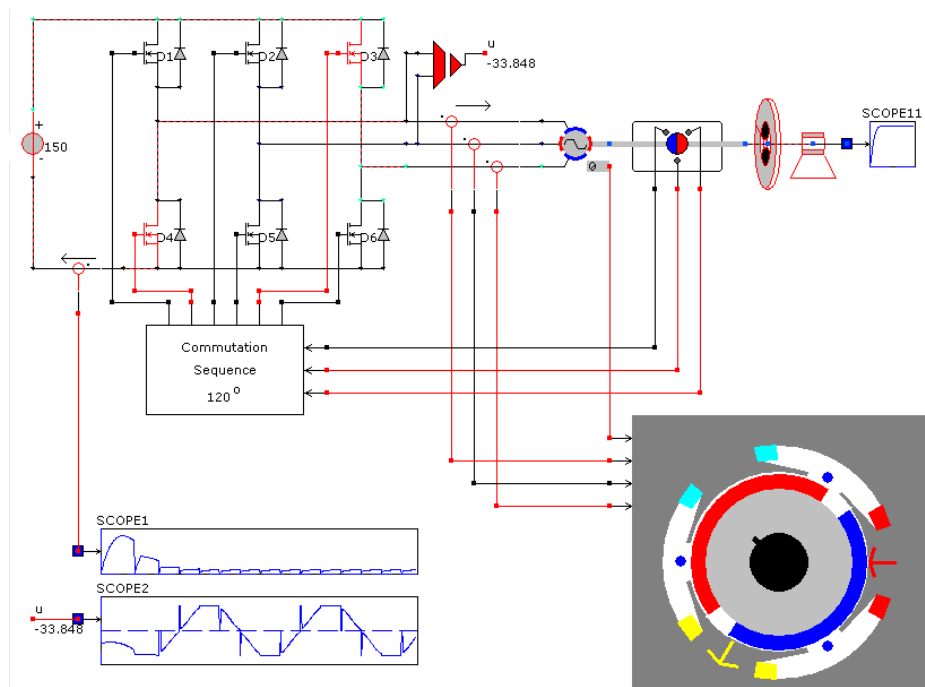 u
-33.848
D1
D2
D3
SCOPE11
+
150
-
0
D4
D5
D6
Commutation
Sequence
120°
SCOPE1
SCOPE2
u
-33.848